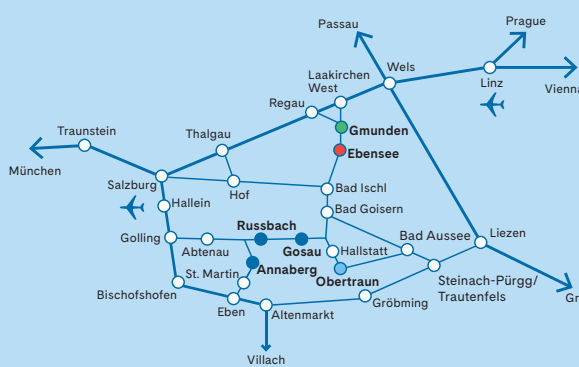 Passau
Prague
Wels
Linz
Vienn
Laakirchen
West
Regau
Gmunden
Ebensee
Traunstein
Thalgau
München
Salzburg
Hof
Bad Ischl
Hallein
Bad Goisern
Golling
Abtenau
Russbach
Gosau
Hallstatt
Bad Aussee
Liezen
Annaberg
St. Martin
Obertraun
Steinach-Pürgg/
Trautenfels
Bischofshofen
Eben
Altenmarkt
Gröbming
Gr
Villach